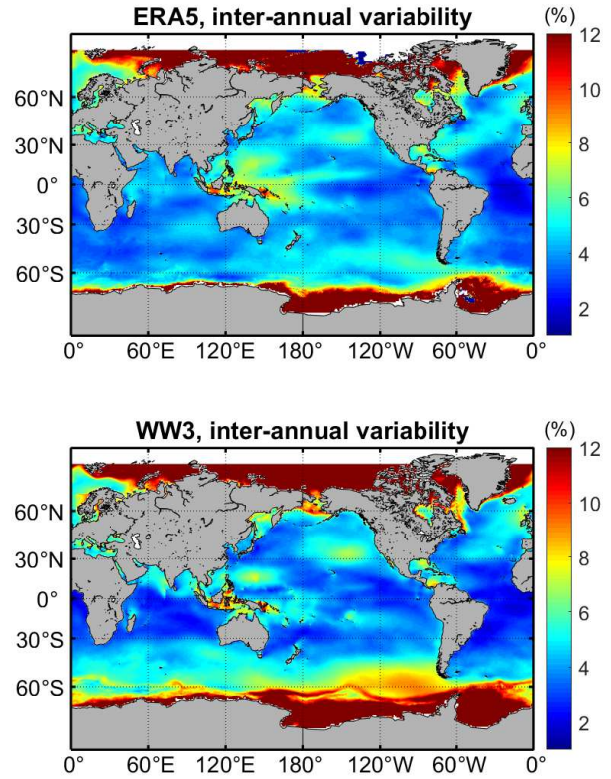 ERA5, inter-annual variability
(%)
12
10
8
6
4
2
60°N
30°N
0°
30°S
60°S
0° 60°E 120°E 180° 120°W 60°W 0°
WW3, inter-annual variability
(%)
12
10
8
6
4
2
60°N
30°N
0°
30°S
60°S
0° 60°E 120°E 180° 120°W 60°W 0°